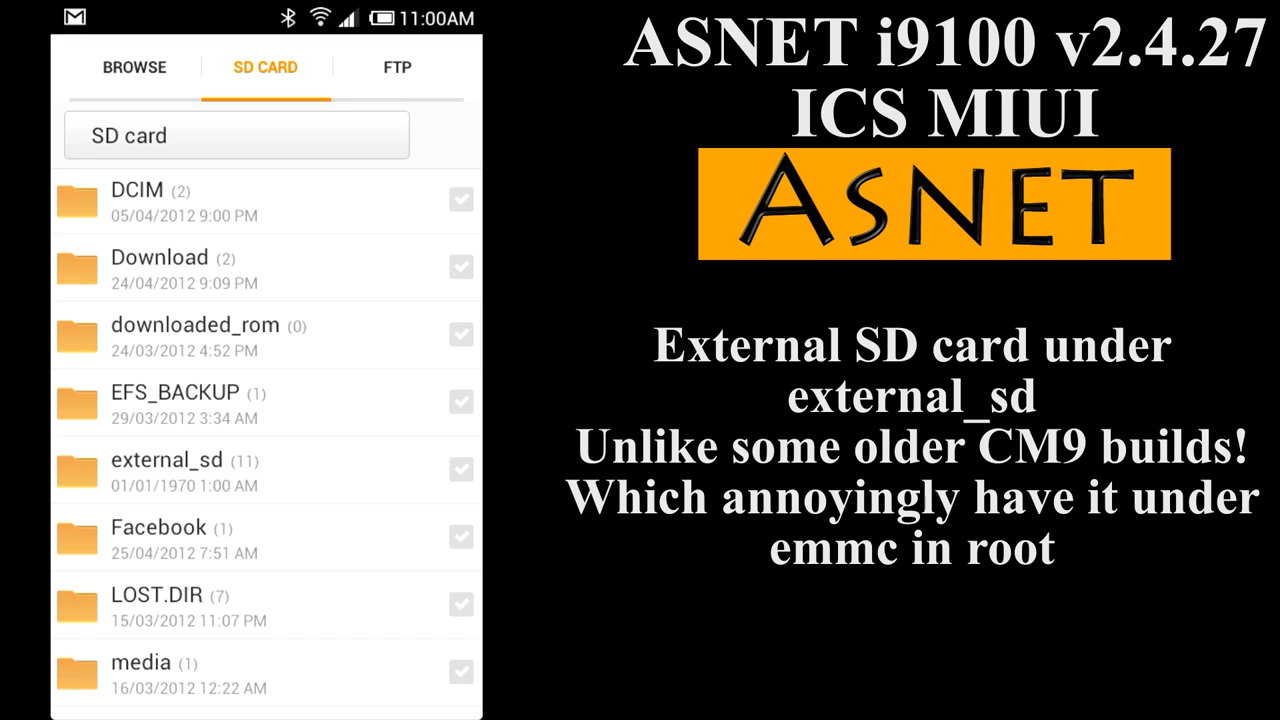 11:00AM
BROWSE
SD CARD
FTP
SD card
DCIM (2)
05/04/2012 9:00 PM
Download (2)
24/04/2012 9:09 PM
downloaded_rom (0)
24/03/2012 4:52 PM
EFS_BACKUP (1)
29/03/2012 3:34 AM
external_sd (11)
01/01/1970 1:00 AM
Facebook (1)
25/04/2012 7:51 AM
LOST.DIR (7)
15/03/2012 11:07 PM
media (1)
16/03/2012 12:22 AM
ASNET i9100 v2.4.27
ICS MIUI
ASNET
External SD card under
external_sd
Unlike some older CM9 builds!
Which annoyingly have it under
emmc in root